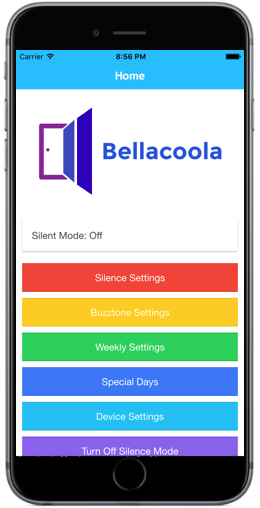 Carrier 8:56 PM
Home
Bellacoola
Silent Mode: Off
Silence Settings
Buzztone Settings
Weekly Settings
Special Days
Device Settings
Turn Off Silence Mode